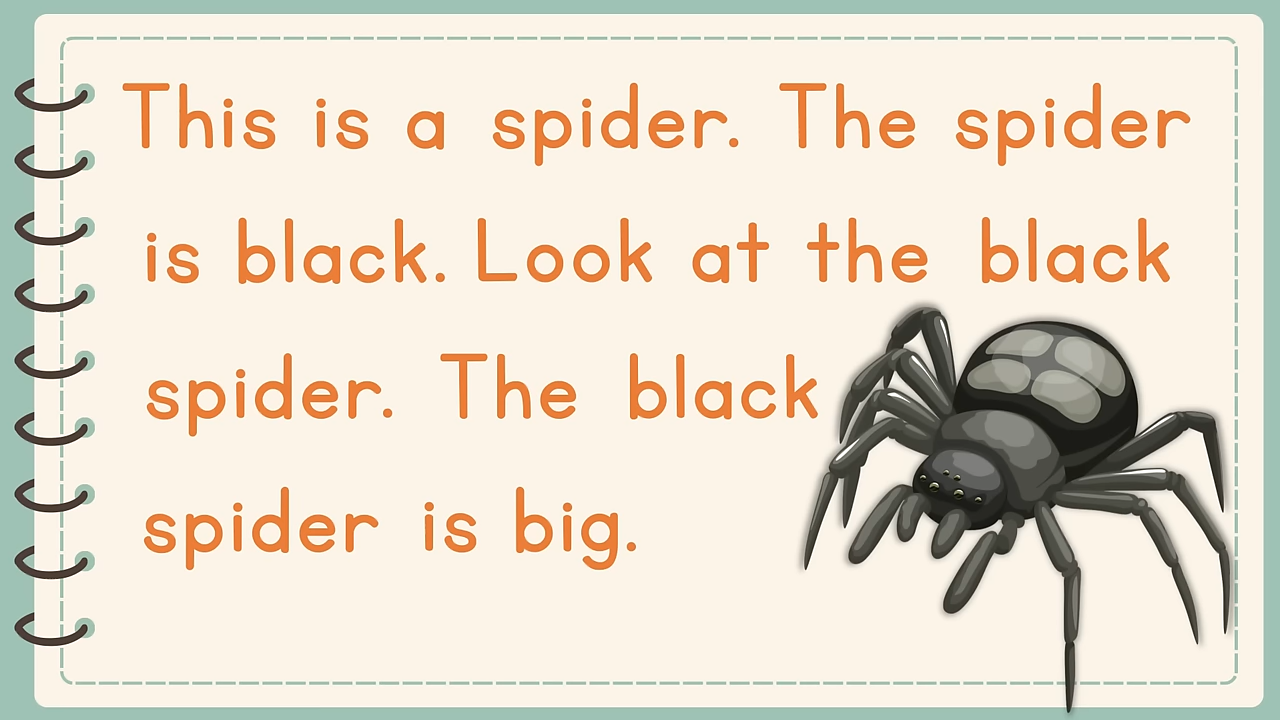 This is a spider. The spider
is black. Look at the black
spider. The black
spider is big.